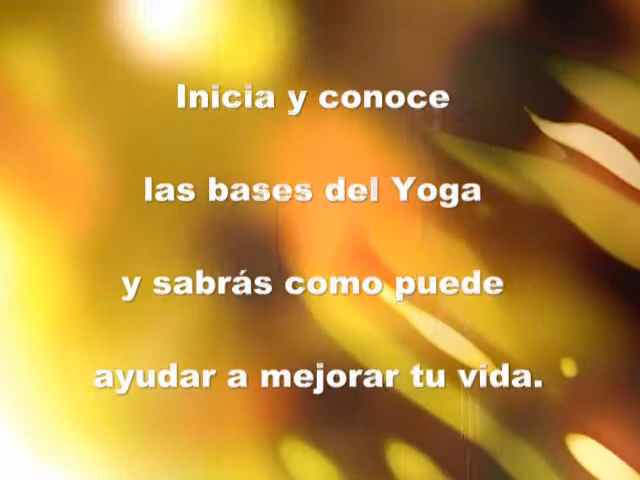 Inicia y conoce
las bases del Yoga
y sabrás como puede
ayudar a mejorar tu vida.